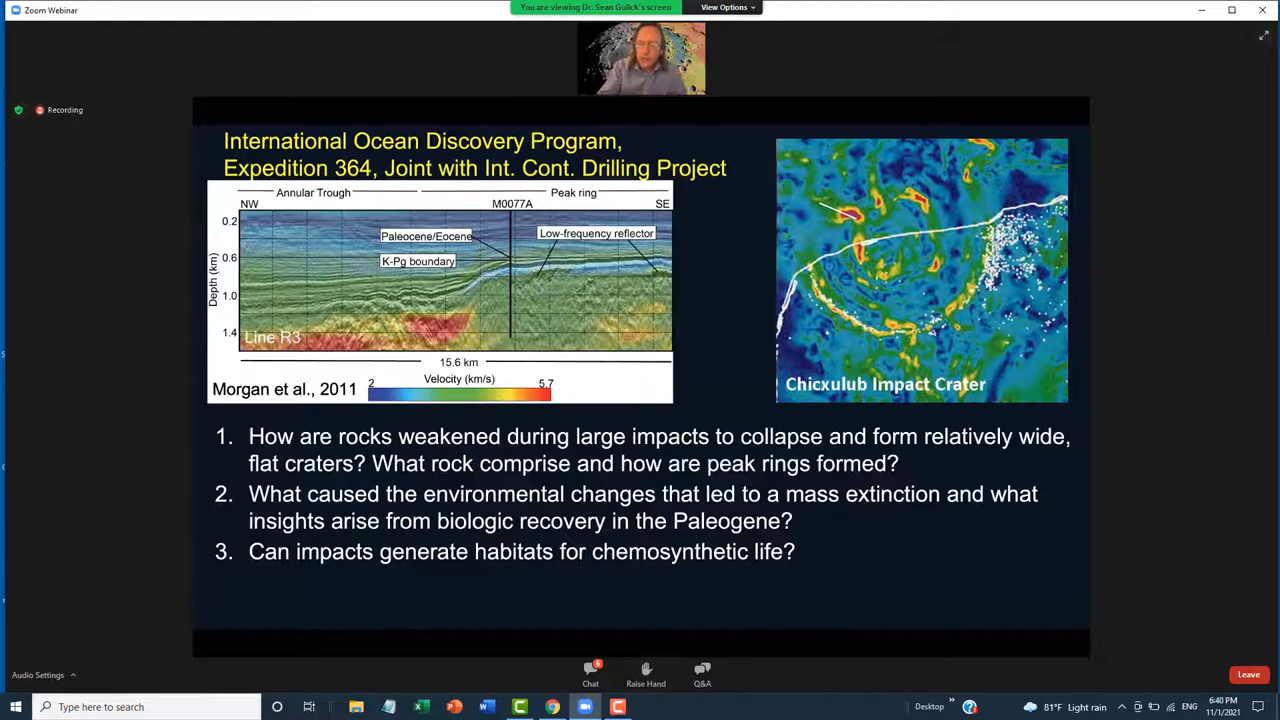 Zoom Webinar
You are viewing Dr. Sean Gulick's screen
View Options
Recording
International Ocean Discovery Program,
Expedition 364, Joint with Int. Cont. Drilling Project
Annular Trough
Peak ring
NW
M0077A
SE
0.2
0.6
1.0
1.4
Depth (km)
Paleocene/Eocene
Low-frequency reflector
K-Pg boundary
Line R3
15.6 km
Velocity (km/s)
Morgan et al., 2011
2
5.7
Chicxulub Impact Crater
1. How are rocks weakened during large impacts to collapse and form relatively wide,
flat craters? What rock comprise and how are peak rings formed?
2. What caused the environmental changes that led to a mass extinction and what
insights arise from biologic recovery in the Paleogene?
3. Can impacts generate habitats for chemosynthetic life?
Audio Settings
6
Chat
Raise Hand
Q&A
Leave
Type here to search
Desktop
81°F Light rain
ENG
6:40 PM
11/1/2021